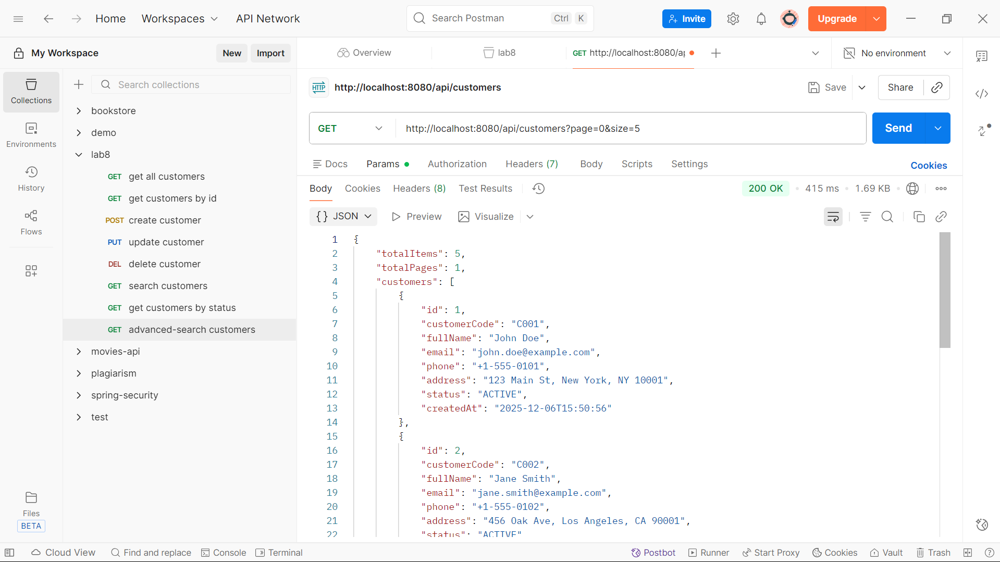 Home Workspaces API Network Search Postman Ctrl K Invite Upgrade
My Workspace New Import Overview lab8 GET http://localhost:8080/ap No environment
Search collections
Collections
Environments
History
Flows
Files
BETA
bookstore
demo
lab8
GET get all customers
GET get customers by id
POST create customer
PUT update customer
DEL delete customer
GET search customers
GET get customers by status
GET advanced-search customers
movies-api
plagiarism
spring-security
test
HTTP http://localhost:8080/api/customers Save Share
GET http://localhost:8080/api/customers?page=0&size=5 Send
Docs Params Authorization Headers (7) Body Scripts Settings Cookies
Body Cookies Headers (8) Test Results 200 OK 415 ms 1.69 KB
{} JSON Preview Visualize
1 {
2 "totalItems": 5,
3 "totalPages": 1,
4 "customers": [
5 {
6 "id": 1,
7 "customerCode": "C001",
8 "fullName": "John Doe",
9 "email": "john.doe@example.com",
10 "phone": "+1-555-0101",
11 "address": "123 Main St, New York, NY 10001",
12 "status": "ACTIVE",
13 "createdAt": "2025-12-06T15:50:56"
14 },
15 {
16 "id": 2,
17 "customerCode": "C002",
18 "fullName": "Jane Smith",
19 "email": "jane.smith@example.com",
20 "phone": "+1-555-0102",
21 "address": "456 Oak Ave, Los Angeles, CA 90001",
22 "status": "ACTIVE"
Cloud View Find and replace Console Terminal Postbot Runner Start Proxy Cookies Vault Trash